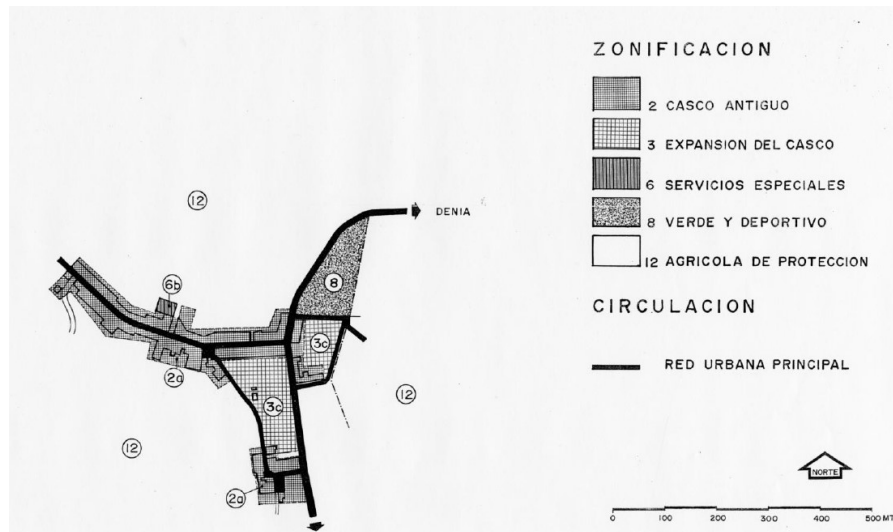 ZONIFICACION
2 CASCO ANTIGUO
3 EXPANSION DEL CASCO
6 SERVICIOS ESPECIALES
8 VERDE Y DEPORTIVO
12 AGRICOLA DE PROTECCION
CIRCULACION
RED URBANA PRINCIPAL
NORTE
0 100 200 300 400 500 MT
12
DENIA
8
6b
3c
2a
12
3c
12
2a